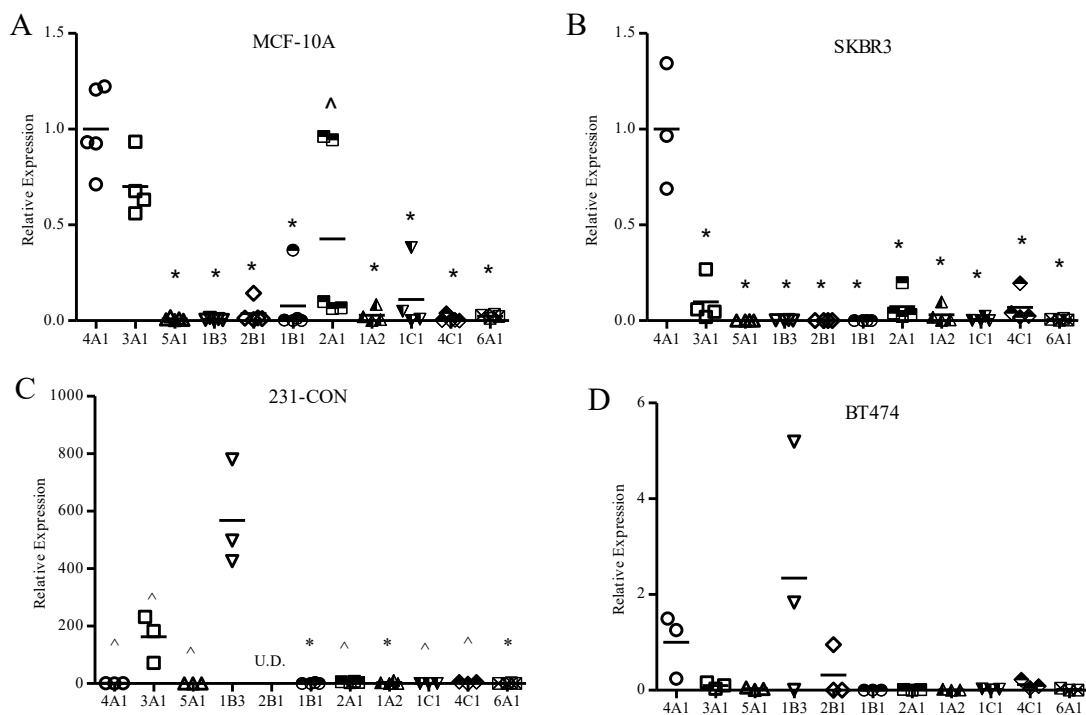 A
MCF-10A
Relative Expression
1.5
1.0
0.5
0.0
^
* * * * * * * *
4A1 3A1 5A1 1B3 2B1 1B1 2A1 1A2 1C1 4C1 6A1
B
SKBR3
Relative Expression
1.5
1.0
0.5
0.0
* * * * * * * * * *
4A1 3A1 5A1 1B3 2B1 1B1 2A1 1A2 1C1 4C1 6A1
C
231-CON
Relative Expression
1000
800
600
400
200
0
^ ^ ^ U.D. * ^ * ^ ^ *
4A1 3A1 5A1 1B3 2B1 1B1 2A1 1A2 1C1 4C1 6A1
D
BT474
Relative Expression
6
4
2
0
4A1 3A1 5A1 1B3 2B1 1B1 2A1 1A2 1C1 4C1 6A1